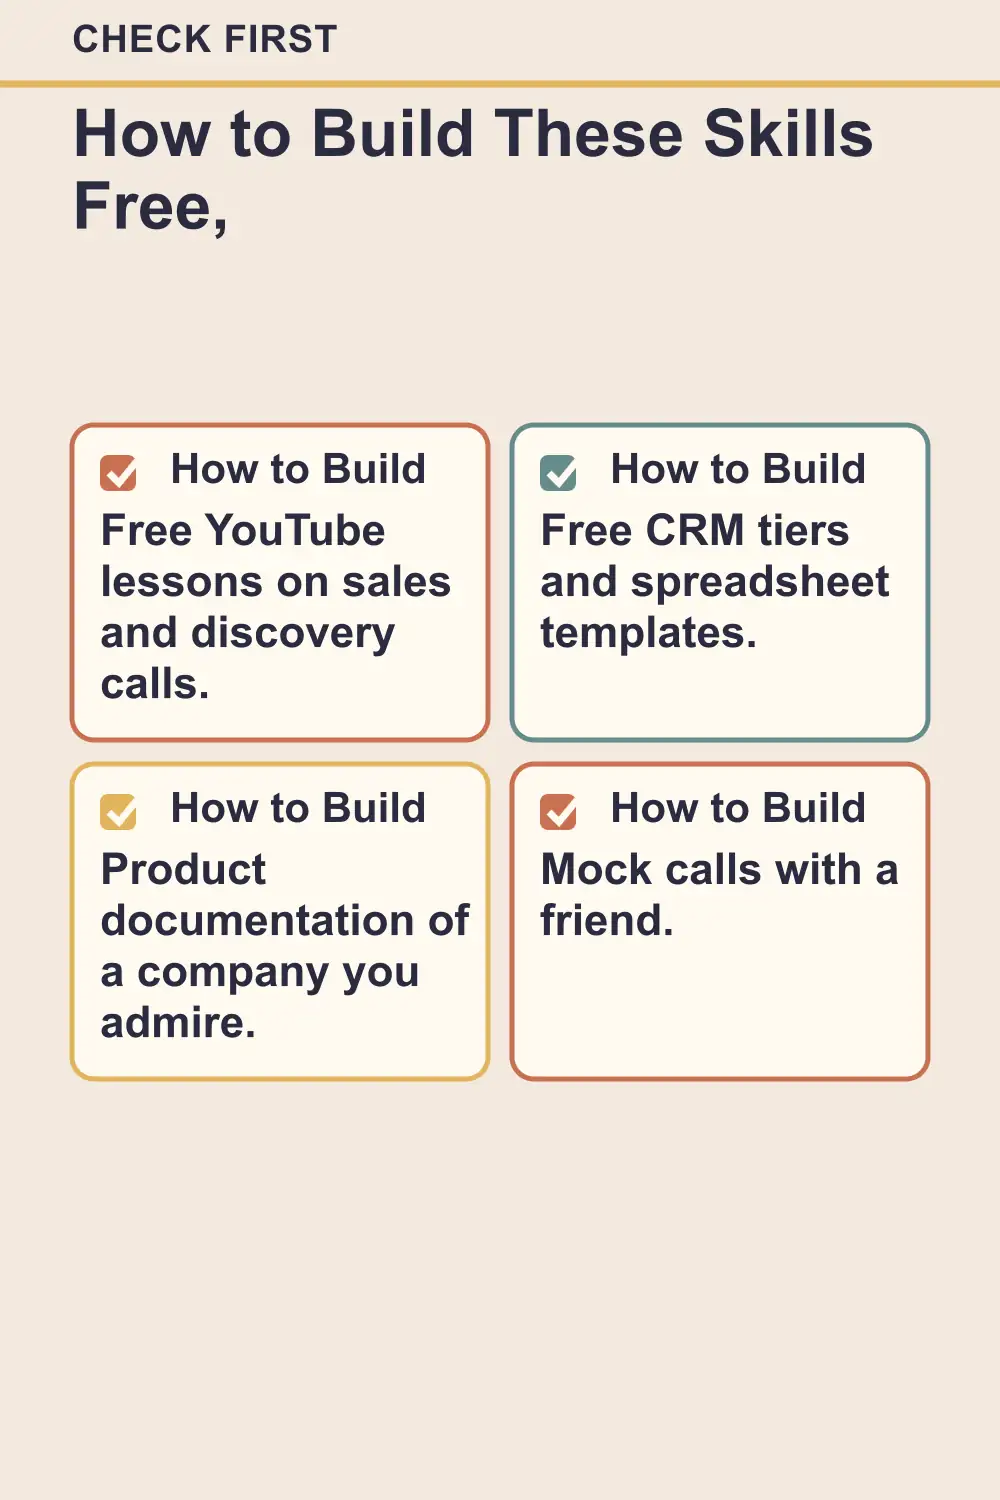 CHECK FIRST
How to Build These Skills
Free,
How to Build
Free YouTube
lessons on sales
and discovery
calls.
How to Build
Free CRM tiers
and spreadsheet
templates.
How to Build
Product
documentation of
a company you
admire.
How to Build
Mock calls with a
friend.